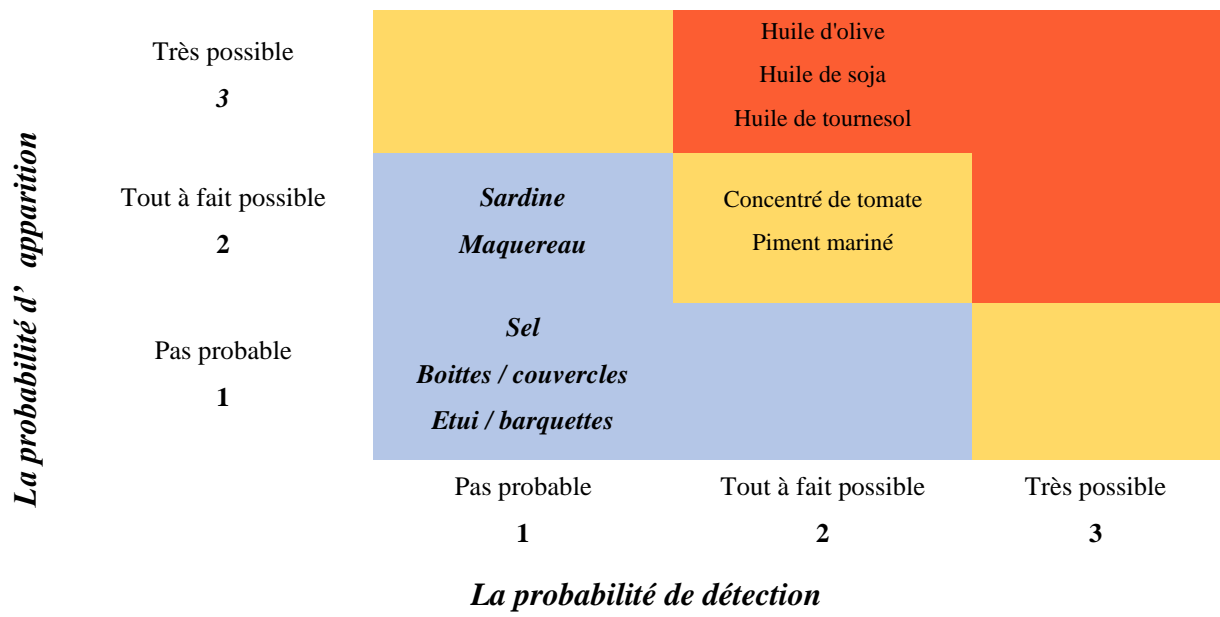 La probabilité d’ apparition
Très possible
3
Huile d'olive
Huile de soja
Huile de tournesol
Tout à fait possible
2
Sardine
Maquereau
Concentré de tomate
Piment mariné
Pas probable
1
Sel
Boittes / couvercles
Etui / barquettes
Pas probable
1
Tout à fait possible
2
Très possible
3
La probabilité de détection